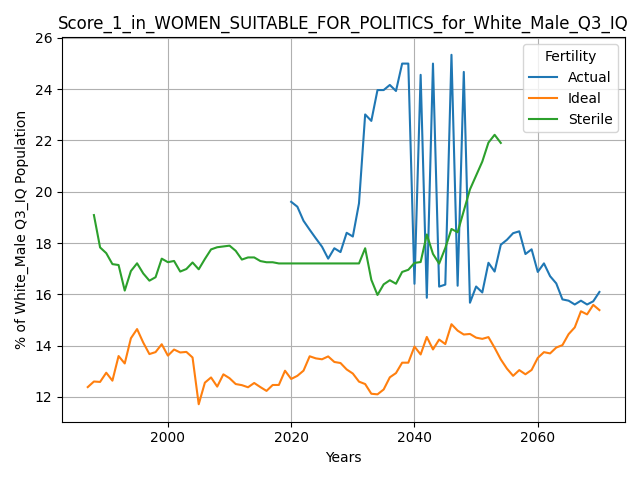 Score_1_in_WOMEN_SUITABLE_FOR_POLITICS_for_White_Male_Q3_IQ
% of White_Male Q3_IQ Population
26
24
22
20
18
16
14
12
Fertility
Actual
Ideal
Sterile
2000
2020
2040
2060
Years